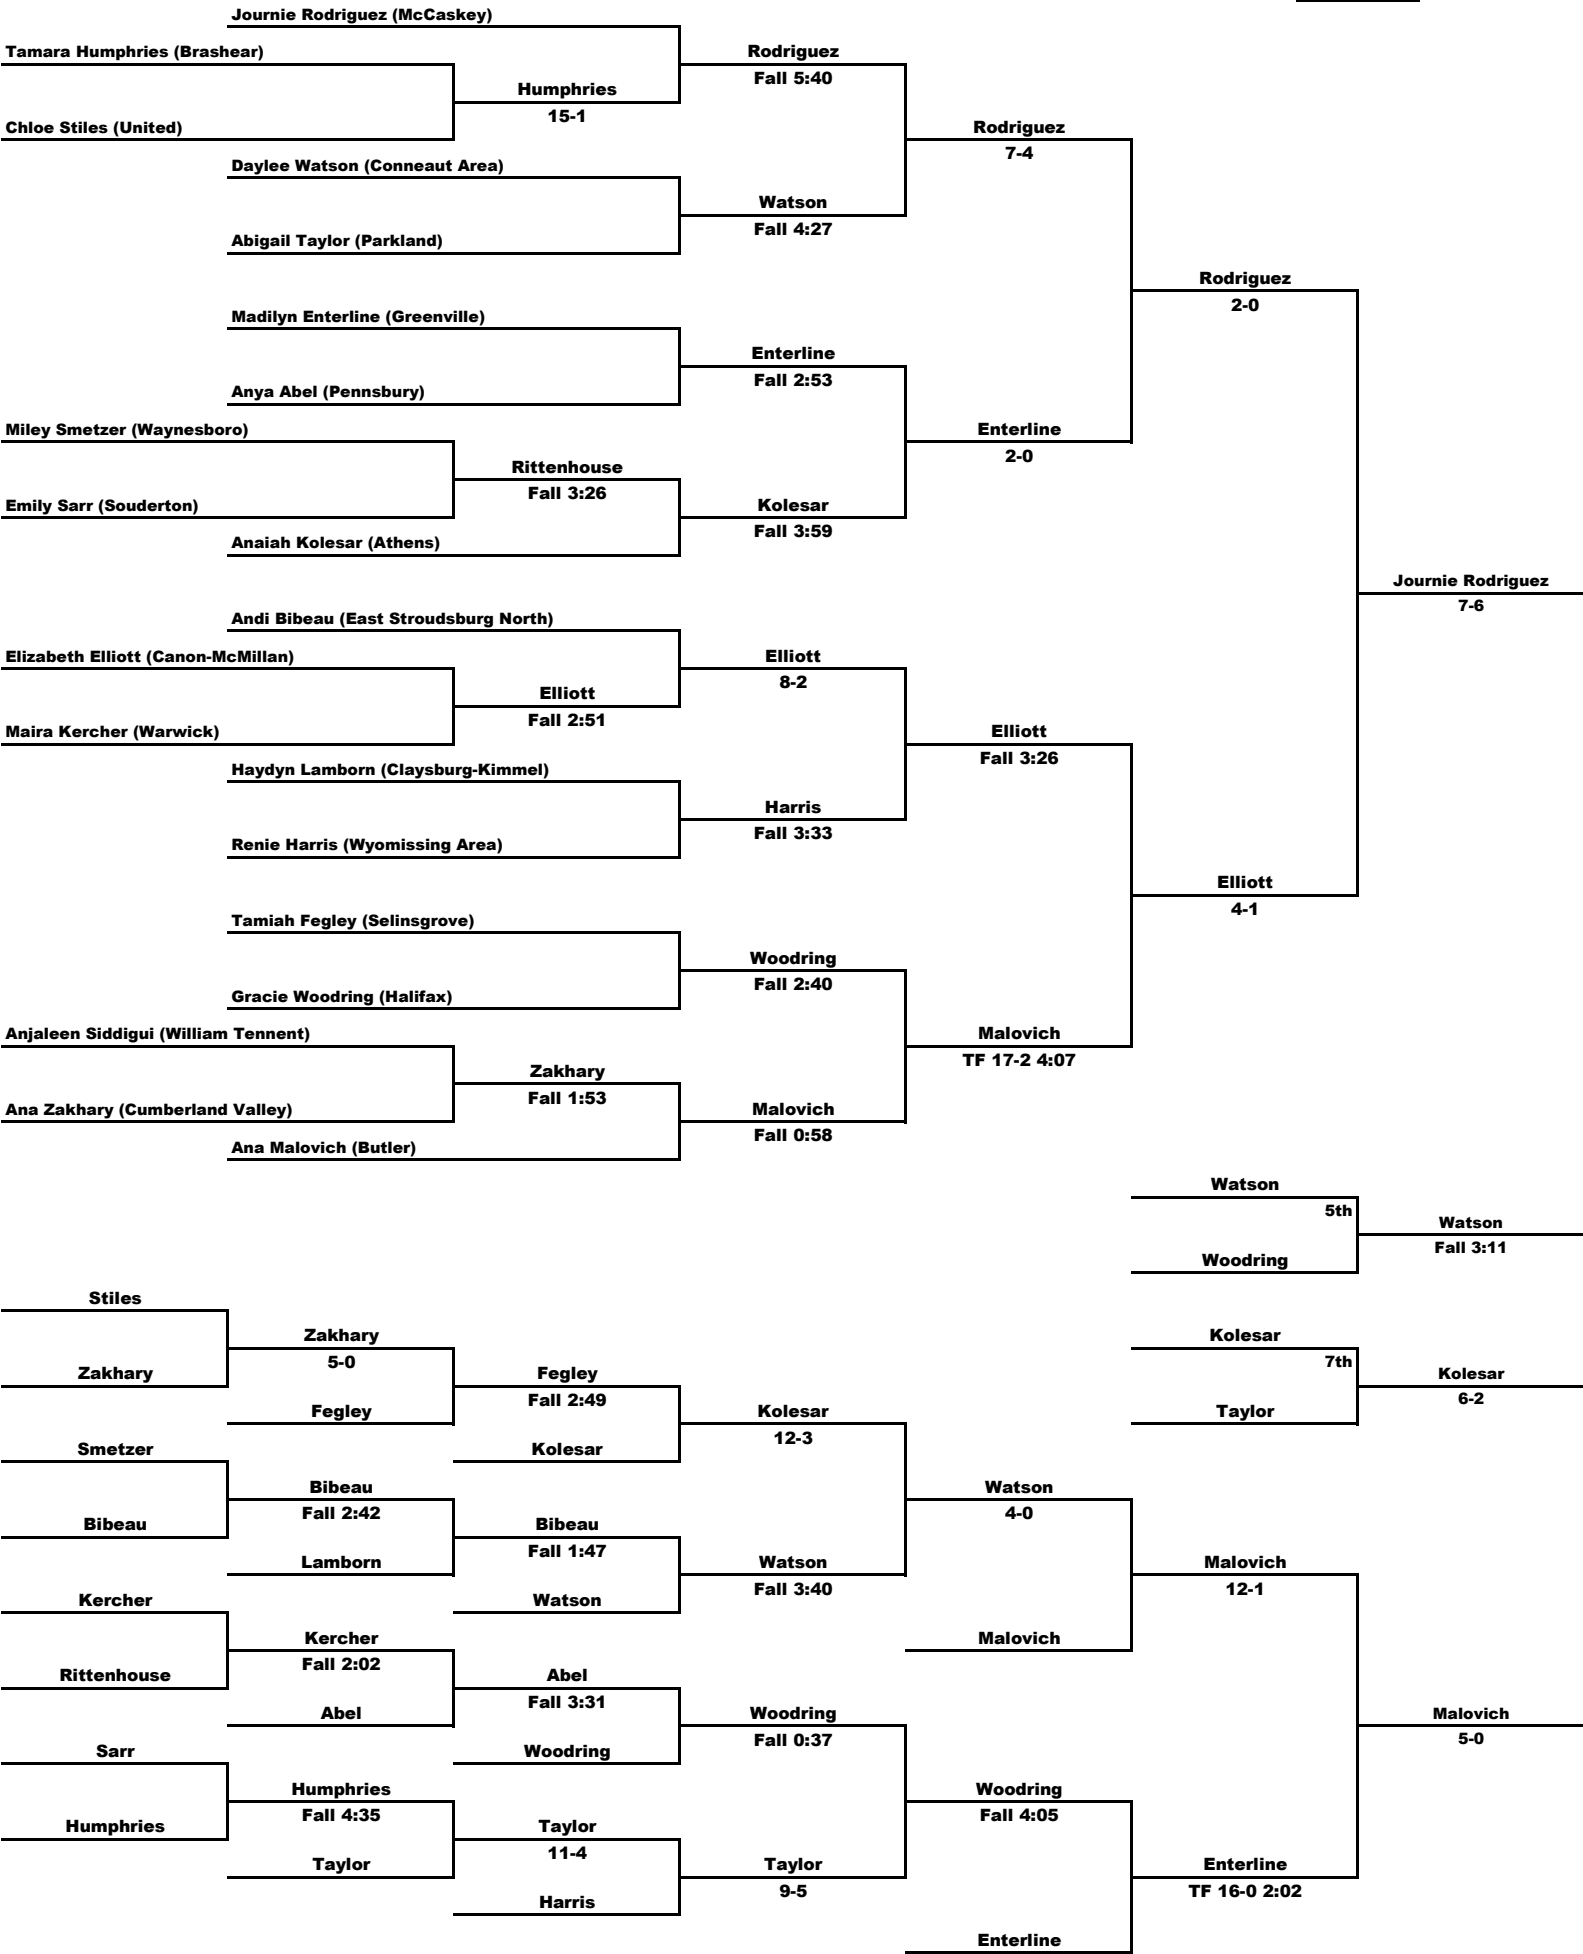 Journie Rodriguez (McCaskey)
Tamara Humphries (Brashear)
Rodriguez
Fall 5:40
Humphries
15-1
Chloe Stiles (United)
Rodriguez
7-4
Daylee Watson (Conneaut Area)
Watson
Fall 4:27
Abigail Taylor (Parkland)
Rodriguez
2-0
Madilyn Enterline (Greenville)
Enterline
Fall 2:53
Anya Abel (Pennsbury)
Miley Smetzer (Waynesboro)
Enterline
2-0
Rittenhouse
Fall 3:26
Emily Sarr (Souderton)
Kolesar
Fall 3:59
Anaiah Kolesar (Athens)
Journie Rodriguez
7-6
Andi Bibeau (East Stroudsburg North)
Elizabeth Elliott (Canon-McMillan)
Elliott
8-2
Elliott
Fall 2:51
Maira Kercher (Warwick)
Elliott
Fall 3:26
Haydyn Lamborn (Claysburg-Kimmel)
Harris
Fall 3:33
Renie Harris (Wyomissing Area)
Elliott
4-1
Tamiah Fegley (Selinsgrove)
Woodring
Fall 2:40
Gracie Woodring (Halifax)
Anjaleen Siddigui (William Tennent)
Malovich
TF 17-2 4:07
Zakhary
Fall 1:53
Ana Zakhary (Cumberland Valley)
Malovich
Fall 0:58
Ana Malovich (Butler)
Watson
5th
Watson
Fall 3:11
Woodring
Stiles
Zakhary
5-0
Kolesar
7th
Zakhary
Fegley
Fall 2:49
Kolesar
6-2
Fegley
Kolesar
12-3
Taylor
Smetzer
Kolesar
Bibeau
Fall 2:42
Watson
4-0
Bibeau
Bibeau
Fall 1:47
Lamborn
Watson
Fall 3:40
Malovich
12-1
Kercher
Watson
Kercher
Fall 2:02
Malovich
Rittenhouse
Abel
Fall 3:31
Abel
Woodring
Fall 0:37
Malovich
5-0
Sarr
Woodring
Humphries
Fall 4:35
Woodring
Fall 4:05
Humphries
Taylor
11-4
Taylor
Taylor
9-5
Enterline
TF 16-0 2:02
Harris
Enterline